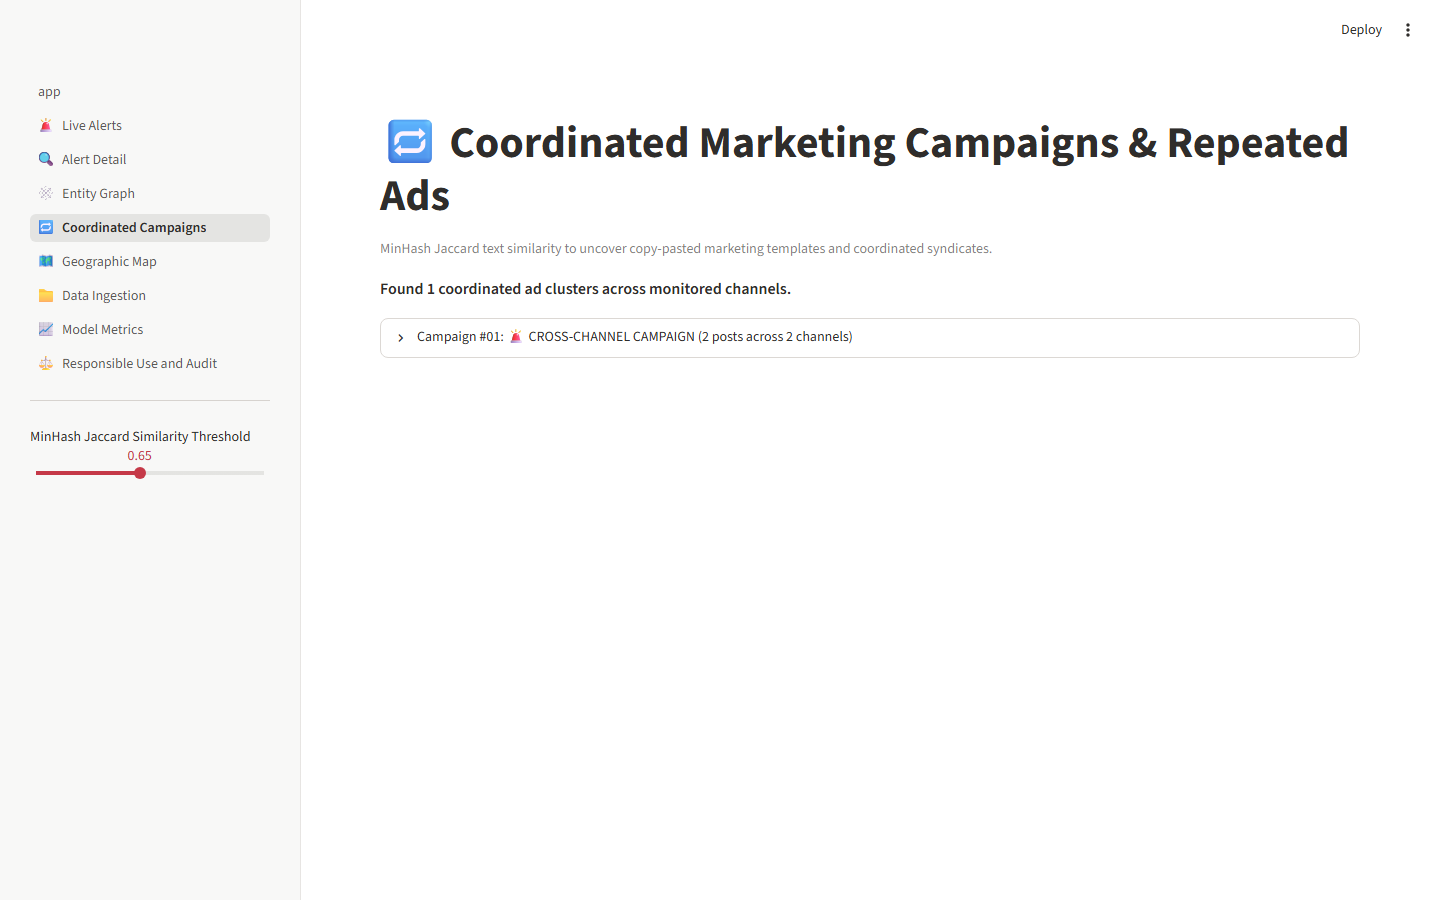 Deploy
app
Live Alerts
Alert Detail
Entity Graph
Coordinated Campaigns
Geographic Map
Data Ingestion
Model Metrics
Responsible Use and Audit
MinHash Jaccard Similarity Threshold
0.65
Coordinated Marketing Campaigns & Repeated
Ads
MinHash Jaccard text similarity to uncover copy-pasted marketing templates and coordinated syndicates.
Found 1 coordinated ad clusters across monitored channels.
Campaign #01: 🚨 CROSS-CHANNEL CAMPAIGN (2 posts across 2 channels)